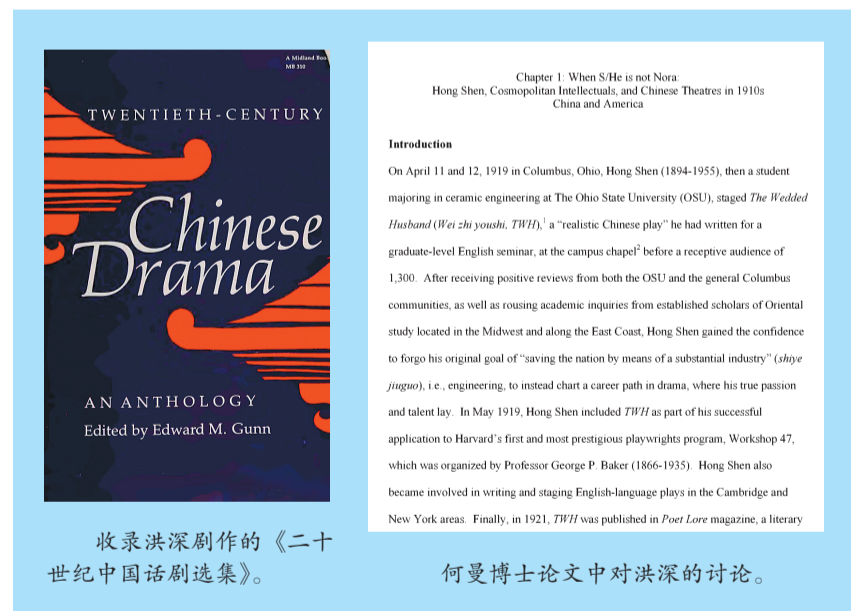 A Midland Boo
MB 310
TWENTIETH-CENTURY
Chinese
Drama
AN ANTHOLOGY
Edited by Edward M. Gunn
收录洪深剧作的《二十
世纪中国话剧选集》。
Chapter 1: When S/He is not Nora:
Hong Shen, Cosmopolitan Intellectuals, and Chinese Theatres in 1910s
China and America
Introduction
On April 11 and 12, 1919 in Columbus, Ohio, Hong Shen (1894-1955), then a student
majoring in ceramic engineering at The Ohio State University (OSU), staged The Wedded
Husband (Wei zhi youshi, TWH),1 a “realistic Chinese play” he had written for a
graduate-level English seminar, at the campus chapel2 before a receptive audience of
1,300. After receiving positive reviews from both the OSU and the general Columbus
communities, as well as rousing academic inquiries from established scholars of Oriental
study located in the Midwest and along the East Coast, Hong Shen gained the confidence
to forgo his original goal of “saving the nation by means of a substantial industry” (shiye
jiuguo), i.e., engineering, to instead chart a career path in drama, where his true passion
and talent lay. In May 1919, Hong Shen included TWH as part of his successful
application to Harvard’s first and most prestigious playwrights program, Workshop 47,
which was organized by Professor George P. Baker (1866-1935). Hong Shen also
became involved in writing and staging English-language plays in the Cambridge and
New York areas. Finally, in 1921, TWH was published in Poet Lore magazine, a literary
何曼博士论文中对洪深的讨论。